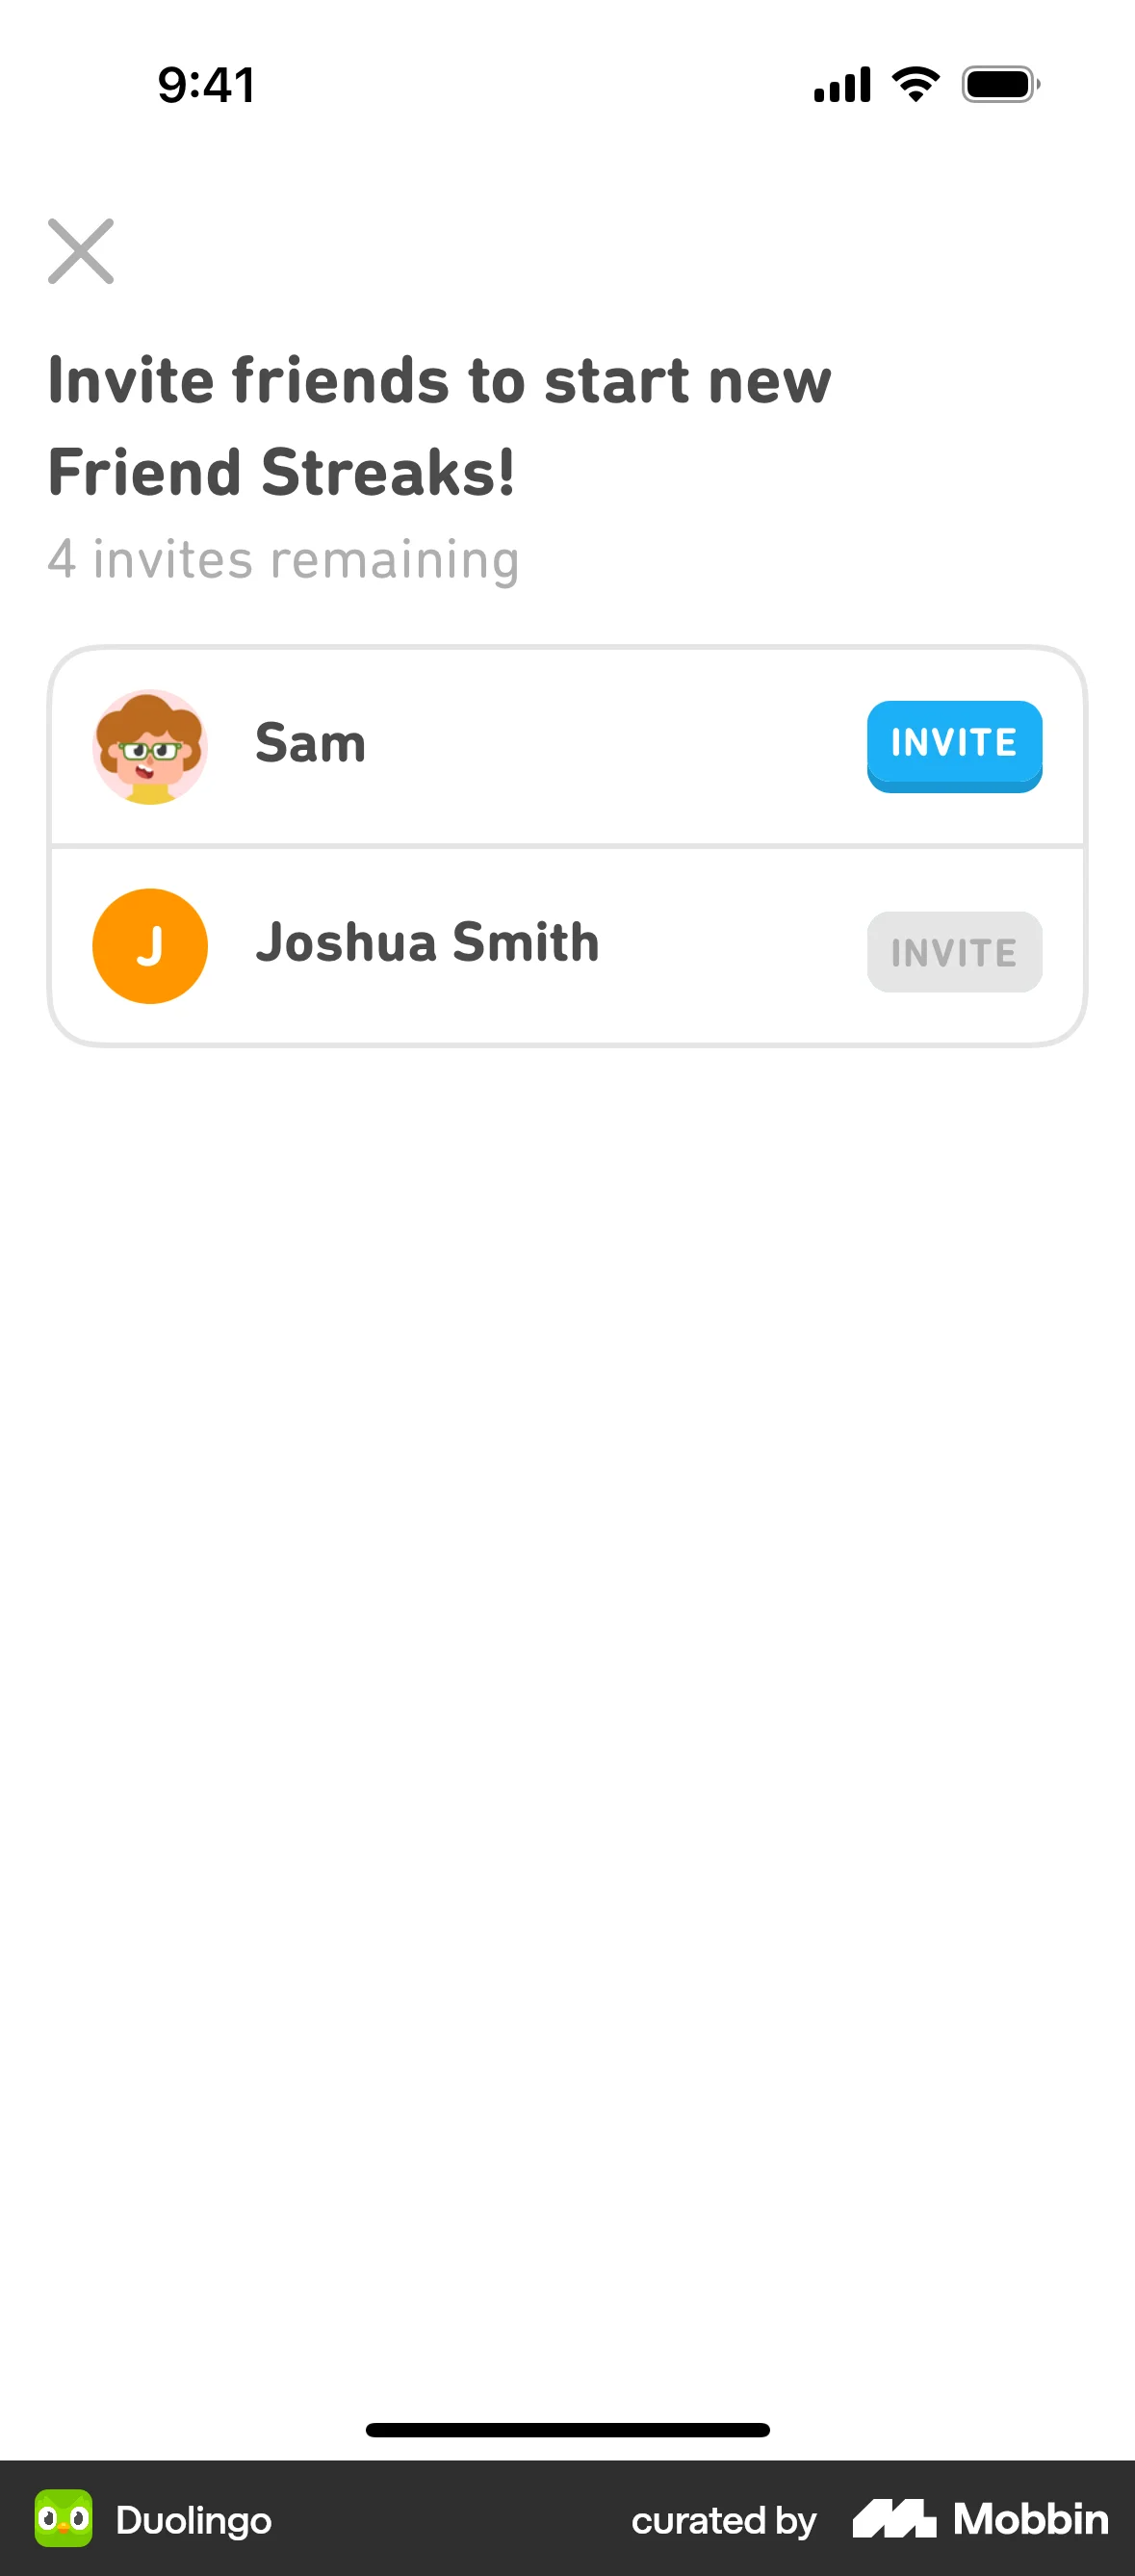 9:41
Invite friends to start new
Friend Streaks!
4 invites remaining
Sam
INVITE
J
Joshua Smith
INVITE
Duolingo
curated by
Mobbin